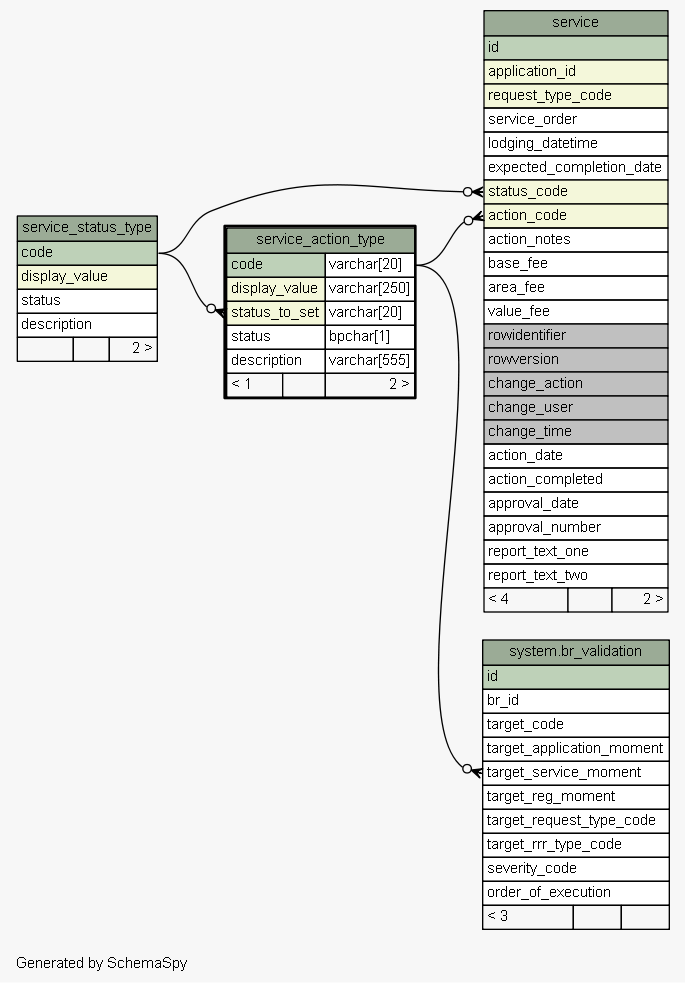 service
id
application_id
request_type_code
service_order
lodging_datetime
expected_completion_date
status_code
action_code
action_notes
base_fee
area_fee
value_fee
rowidentifier
rowversion
change_action
change_user
change_time
action_date
action_completed
approval_date
approval_number
report_text_one
report_text_two
< 4 2 >
service_status_type
code
display_value
status
description
2 >
service_action_type
code varchar[20]
display_value varchar[250]
status_to_set varchar[20]
status bpchar[1]
description varchar[555]
< 1 2 >
system.br_validation
id
br_id
target_code
target_application_moment
target_service_moment
target_reg_moment
target_request_type_code
target_rrr_type_code
severity_code
order_of_execution
< 3
Generated by SchemaSpy